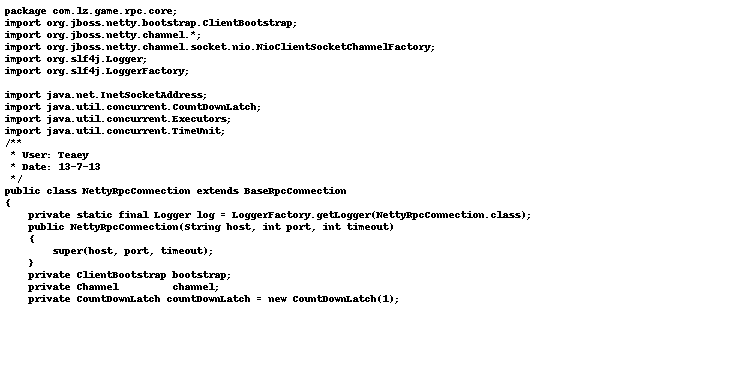 package com.lz.game.rpc.core;
import org.jboss.netty.bootstrap.ClientBootstrap;
import org.jboss.netty.channel.*;
import org.jboss.netty.channel.socket.nio.NioClientSocketChannelFactory;
import org.slf4j.Logger;
import org.slf4j.LoggerFactory;

import java.net.InetSocketAddress;
import java.util.concurrent.CountDownLatch;
import java.util.concurrent.Executors;
import java.util.concurrent.TimeUnit;
/**
 * User: Teaey
 * Date: 13-7-13
 */
public class NettyRpcConnection extends BaseRpcConnection
{
    private static final Logger log = LoggerFactory.getLogger(NettyRpcConnection.class);
    public NettyRpcConnection(String host, int port, int timeout)
    {
        super(host, port, timeout);
    }
    private ClientBootstrap bootstrap;
    private Channel         channel;
    private CountDownLatch countDownLatch = new CountDownLatch(1);